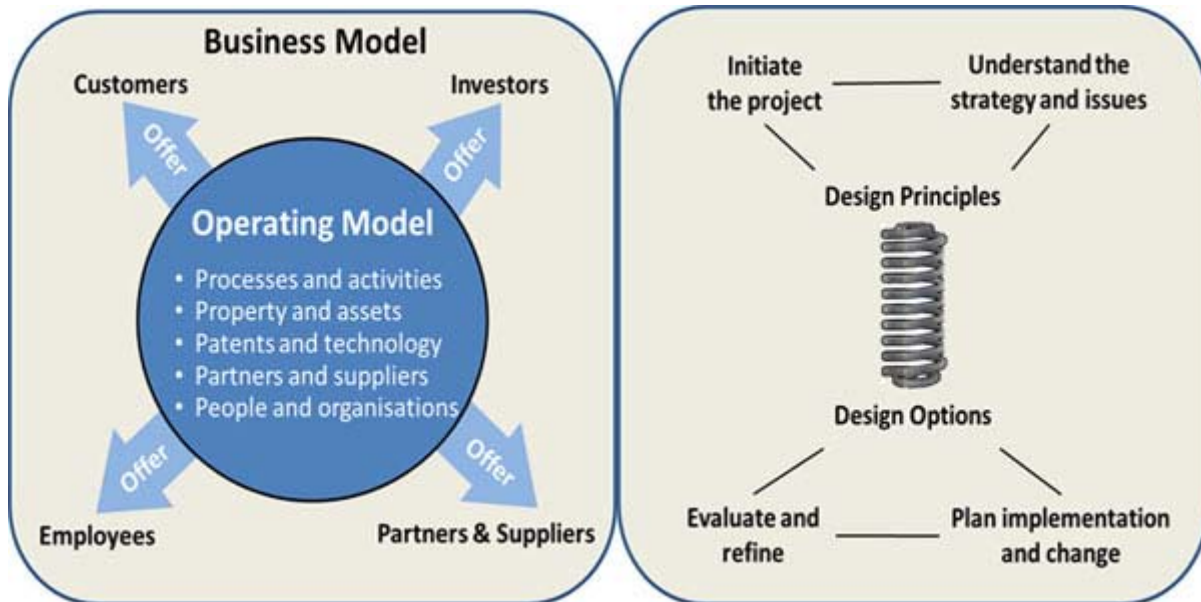 Business Model
Customers
Investors
Offer
Offer
Operating Model
• Processes and activities
• Property and assets
• Patents and technology
• Partners and suppliers
• People and organisations
Offer
Offer
Employees
Partners & Suppliers
Initiate
the project
Understand the
strategy and issues
Design Principles
Design Options
Evaluate and
refine
Plan implementation
and change